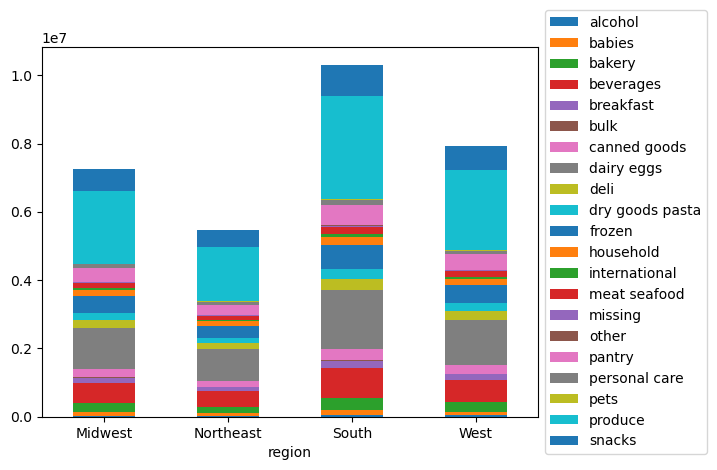 1e7
1.0
0.8
0.6
0.4
0.2
0.0
Midwest Northeast South West
region
alcohol
babies
bakery
beverages
breakfast
bulk
canned goods
dairy eggs
deli
dry goods pasta
frozen
household
international
meat seafood
missing
other
pantry
personal care
pets
produce
snacks